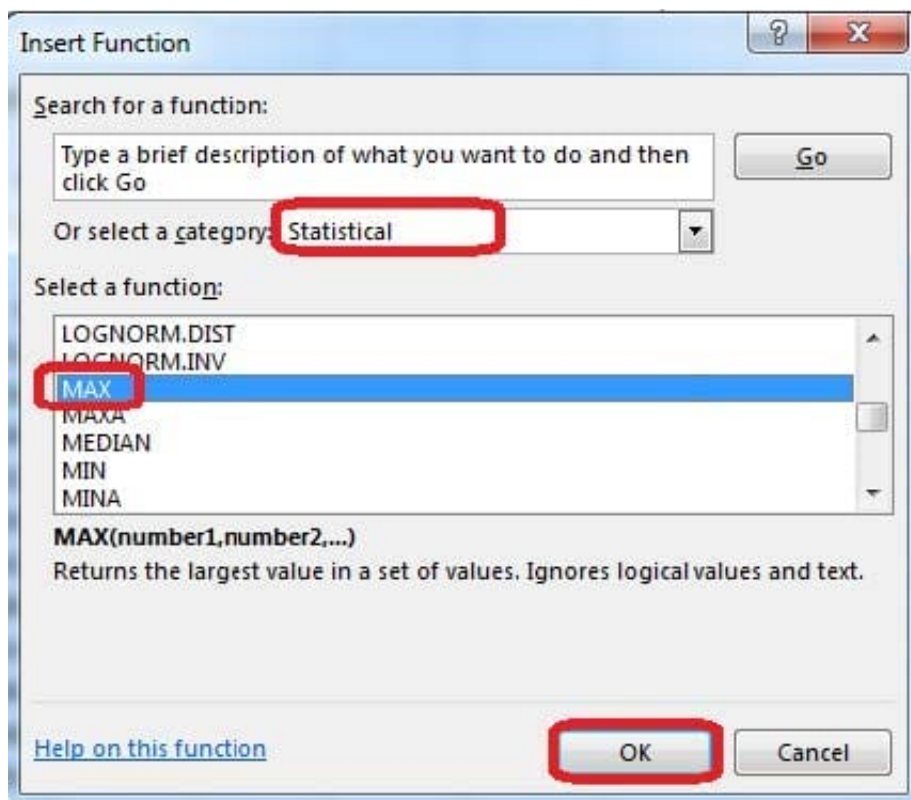 Insert Function
?
X
Search for a function:
Type a brief description of what you want to do and then
click Go
Go
Or select a category: Statistical
Select a function:
LOGNORM.DIST
LOGNORM.INV
MAX
MAXA
MEDIAN
MIN
MINA
MAX(number1,number2,...)
Returns the largest value in a set of values. Ignores logical values and text.
Help on this function
OK
Cancel